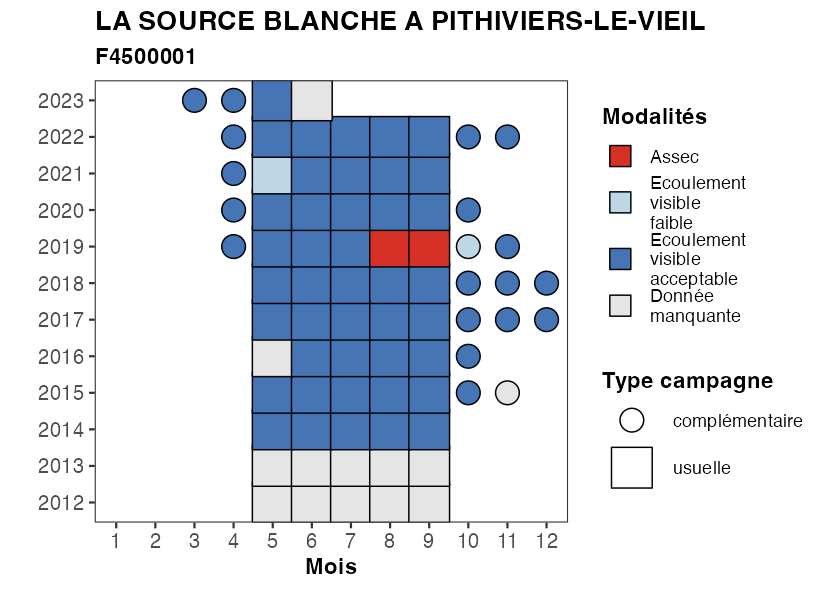 LA SOURCE BLANCHE A PITHIVIERS-LE-VIEIL
F4500001
2023
2022
2021
2020
2019
2018
2017
2016
2015
2014
2013
2012
1 2 3 4 5 6 7 8 9 10 11 12
Mois
Modalités
Assec
Ecoulement
visible
faible
Ecoulement
visible
acceptable
Donnée
manquante
Type campagne
complémentaire
usuelle